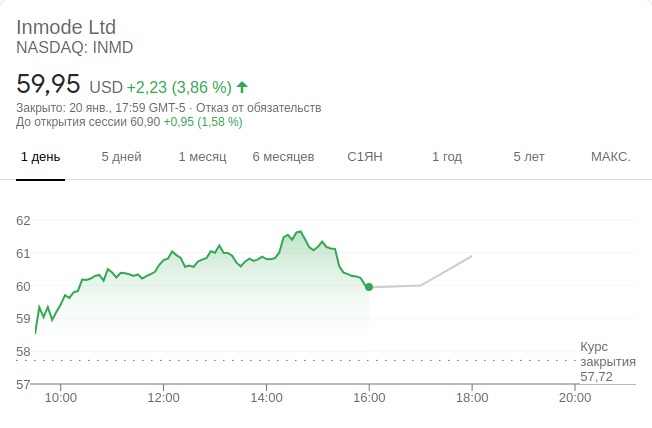 Inmode Ltd
NASDAQ: INMD
59,95 USD +2,23 (3,86 %)
Закрыто: 20 янв., 17:59 GMT-5 · Отказ от обязательств
До открытия сессии 60,90 +0,95 (1,58 %)
1 день 5 дней 1 месяц 6 месяцев С1ЯН 1 год 5 лет МАКС.
62
61
60
59
58
57
Курс
закрытия
57,72
10:00 12:00 14:00 16:00 18:00 20:00